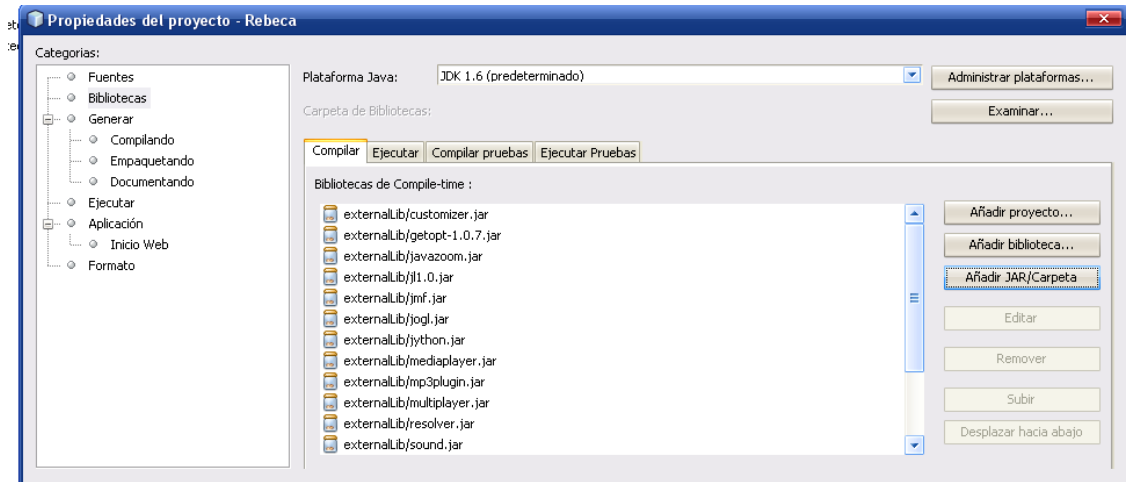 Propiedades del proyecto - Rebeca
Categorias:
Fuentes
Bibliotecas
Generar
Compilando
Empaquetando
Documentando
Ejecutar
Aplicación
Inicio Web
Formato
Plataforma Java: JDK 1.6 (predeterminado) Administrar plataformas...
Carpeta de Bibliotecas: Examinar...
Compilar Ejecutar Compilar pruebas Ejecutar Pruebas
Bibliotecas de Compile-time :
externalLib/customizer.jar
externalLib/getopt-1.0.7.jar
externalLib/javazoom.jar
externalLib/jl1.0.jar
externalLib/jmf.jar
externalLib/jogl.jar
externalLib/jython.jar
externalLib/mediaplayer.jar
externalLib/mp3plugin.jar
externalLib/multiplayer.jar
externalLib/resolver.jar
externalLib/sound.jar
Añadir proyecto...
Añadir biblioteca...
Añadir JAR/Carpeta
Editar
Remover
Subir
Desplazar hacia abajo